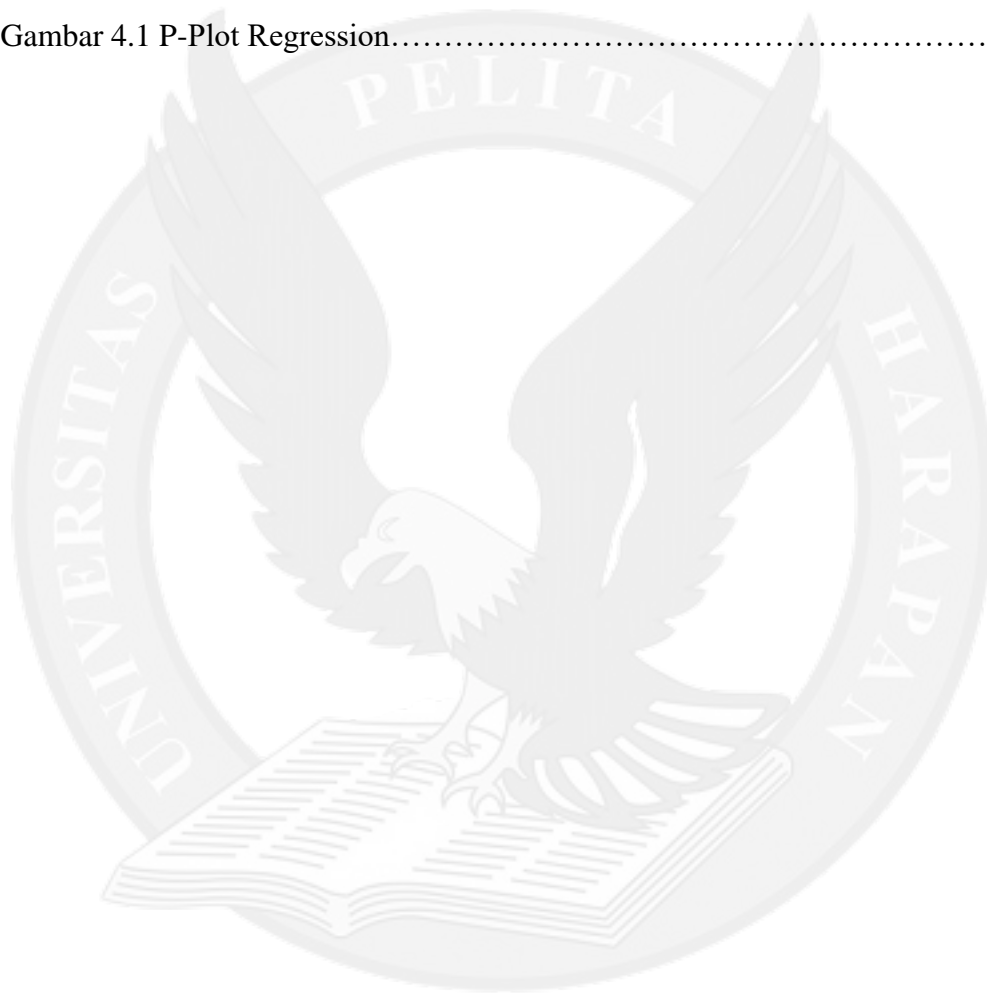 Gambar 4.1 P-Plot Regression……………………………………………………
UNIVERSITAS PELITA HARAPAN